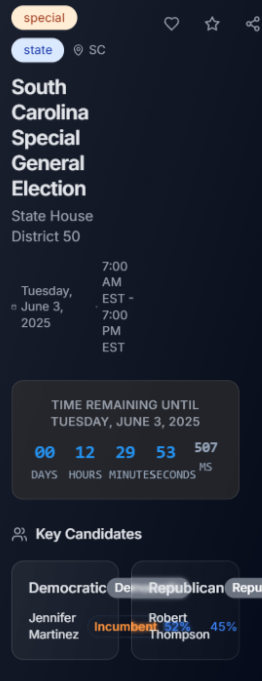 special
state SC
South
Carolina
Special
General
Election
State House
District 50
Tuesday,
June 3,
2025
7:00
AM
EST -
7:00
PM
EST
TIME REMAINING UNTIL
TUESDAY, JUNE 3, 2025
00 12 29 53 507
DAYS HOURS MINUTES SECONDS MS
Key Candidates
Democratic
Jennifer
Martinez
Incumbent 52%
Republican Repu
Robert
Thompson
45%